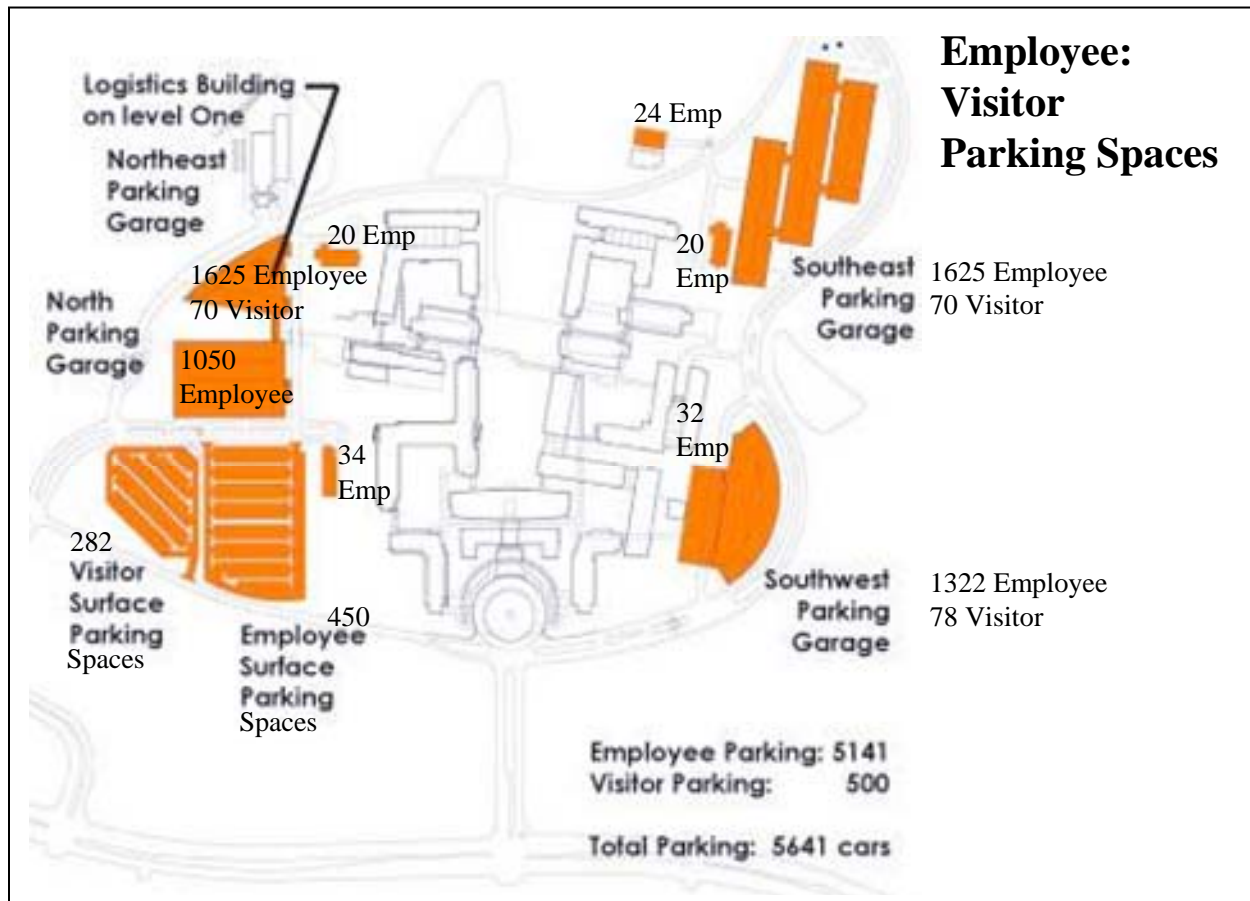 Employee:
Visitor
Parking Spaces
Logistics Building
on level One
Northeast
Parking
Garage
24 Emp
20 Emp
20
Emp
1625 Employee
70 Visitor
Southeast
Parking
Garage
1625 Employee
70 Visitor
North
Parking
Garage
1050
Employee
32
Emp
34
Emp
282
Visitor
Surface
Parking
Spaces
450
Employee
Surface
Parking
Spaces
Southwest
Parking
Garage
1322 Employee
78 Visitor
Employee Parking: 5141
Visitor Parking: 500
Total Parking: 5641 cars